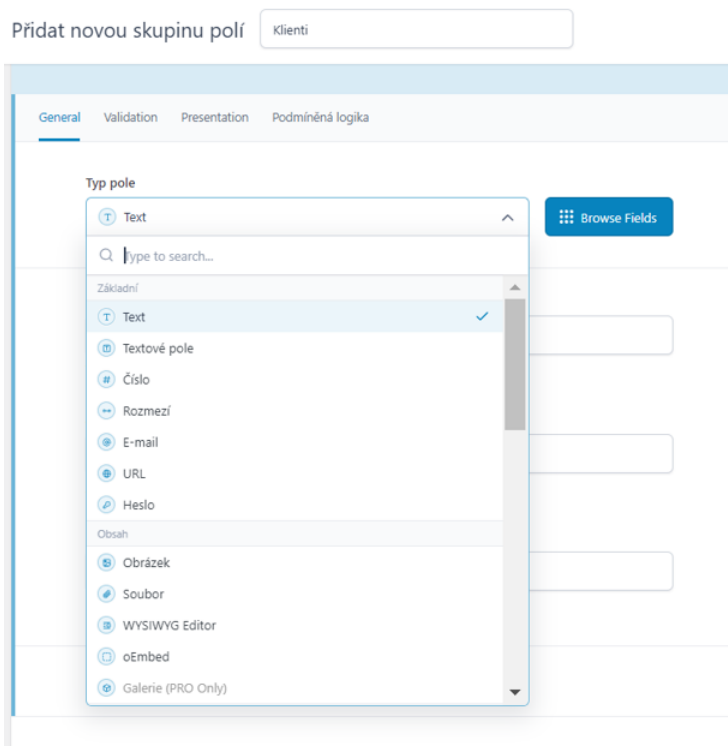 Přidat novou skupinu polí
Klienti
General Validation Presentation Podmíněná logika
Typ pole
Text
Browse Fields
Type to search...
Základní
Text
Textové pole
Číslo
Rozmezí
E-mail
URL
Heslo
Obsah
Obrázek
Soubor
WYSIWYG Editor
oEmbed
Galerie (PRO Only)